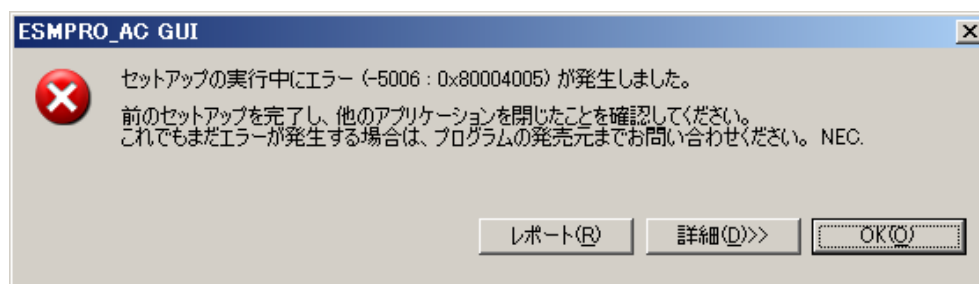 ESMPRO_AC GUI
セットアップの実行中にエラー (-5006 : 0x80004005) が発生しました。
前のセットアップを完了し、他のアプリケーションを閉じたことを確認してください。
これでもまだエラーが発生する場合は、プログラムの発売元までお問い合わせください。 NEC.
レポート(R) 詳細(D)>> OK(O)